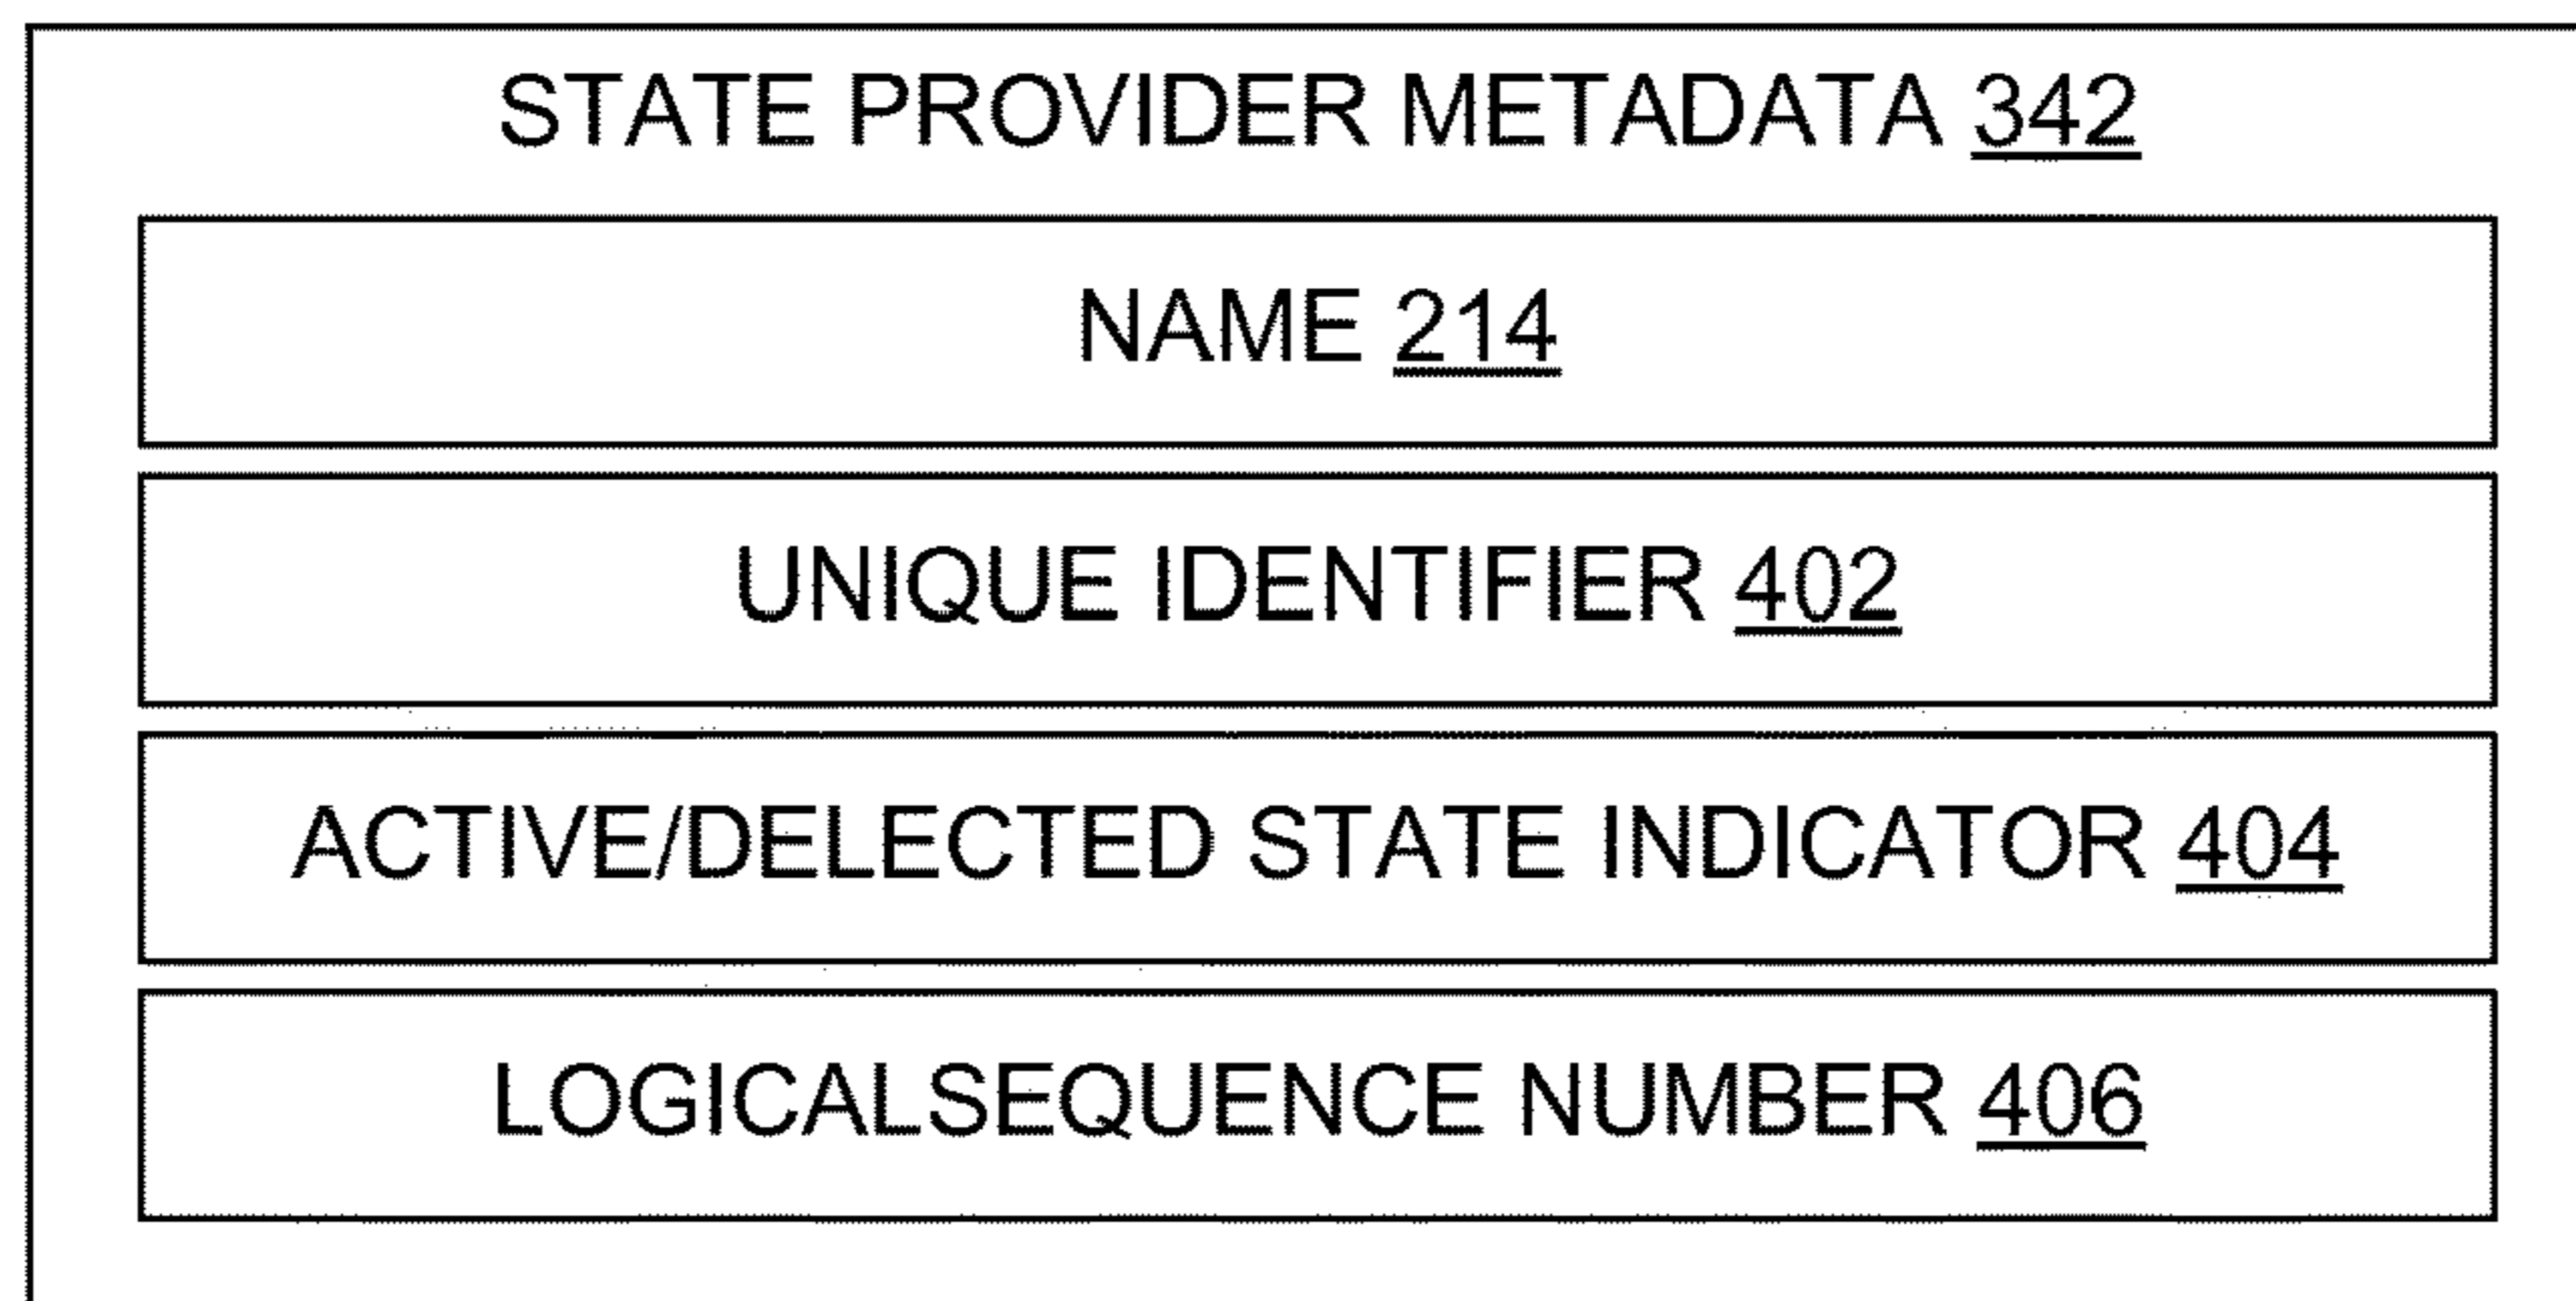 STATE PROVIDER METADATA 342
NAME 214
UNIQUE IDENTIFIER 402
ACTIVE/DELECTED STATE INDICATOR 404
LOGICALSEQUENCE NUMBER 406